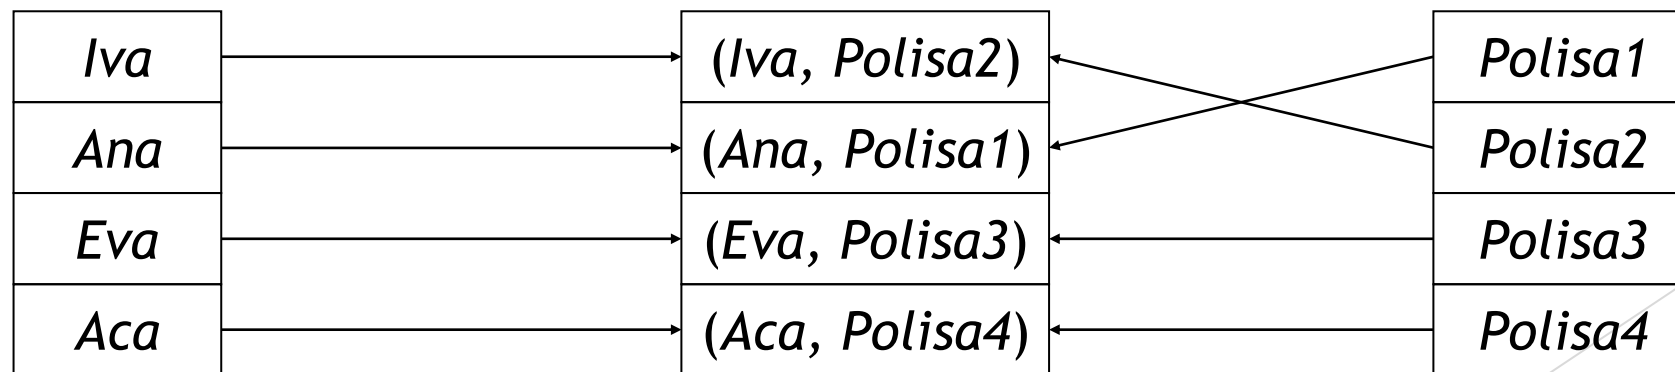 Iva (Iva, Polisa2) Polisa1
Ana (Ana, Polisa1) Polisa2
Eva (Eva, Polisa3) Polisa3
Aca (Aca, Polisa4) Polisa4